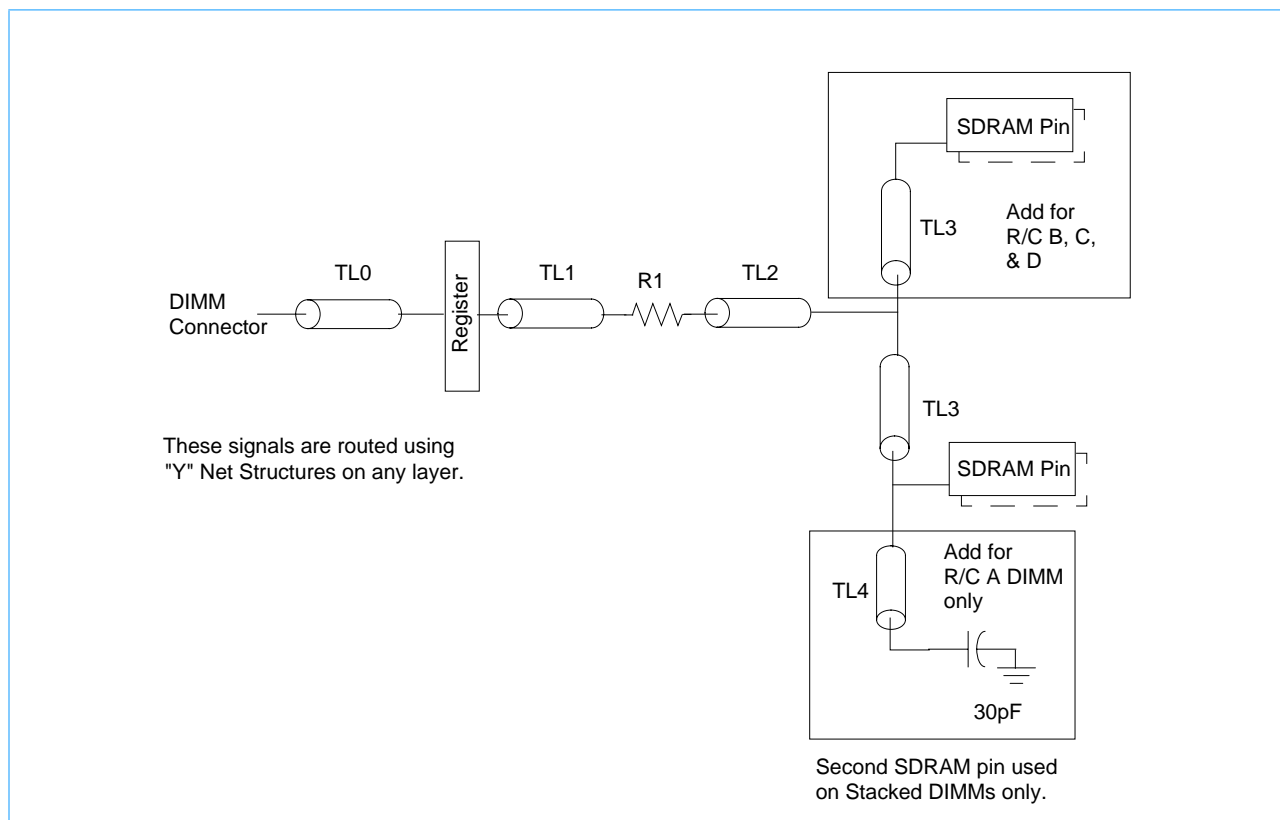 SDRAM Pin
TL3
Add for
R/C B, C,
& D
TL0
TL1
R1
TL2
DIMM
Connector
Register
TL3
These signals are routed using
"Y" Net Structures on any layer.
SDRAM Pin
Add for
R/C A DIMM
only
TL4
30pF
Second SDRAM pin used
on Stacked DIMMs only.